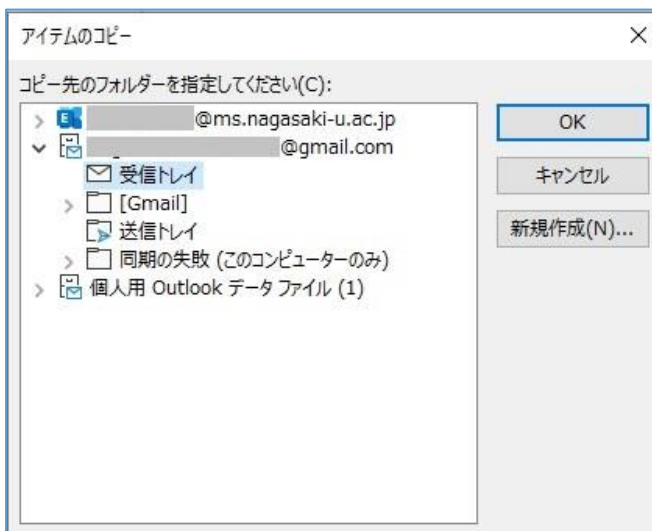 アイテムのコピー
コピー先のフォルダーを指定してください(C):
@ms.nagasaki-u.ac.jp
@gmail.com
受信トレイ
[Gmail]
送信トレイ
同期の失敗 (このコンピューターのみ)
個人用 Outlook データ ファイル (1)
OK
キャンセル
新規作成(N)...